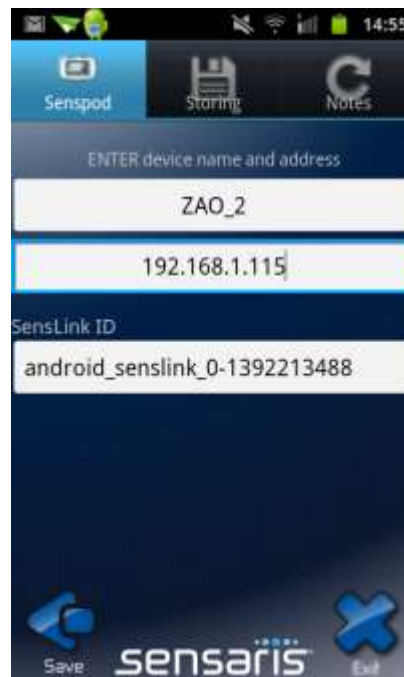 14:55
Senspod Storing Notes
ENTER device name and address
ZAO_2
192.168.1.115
SensLink ID
android_senslink_0-1392213488
Save sensaris Exit